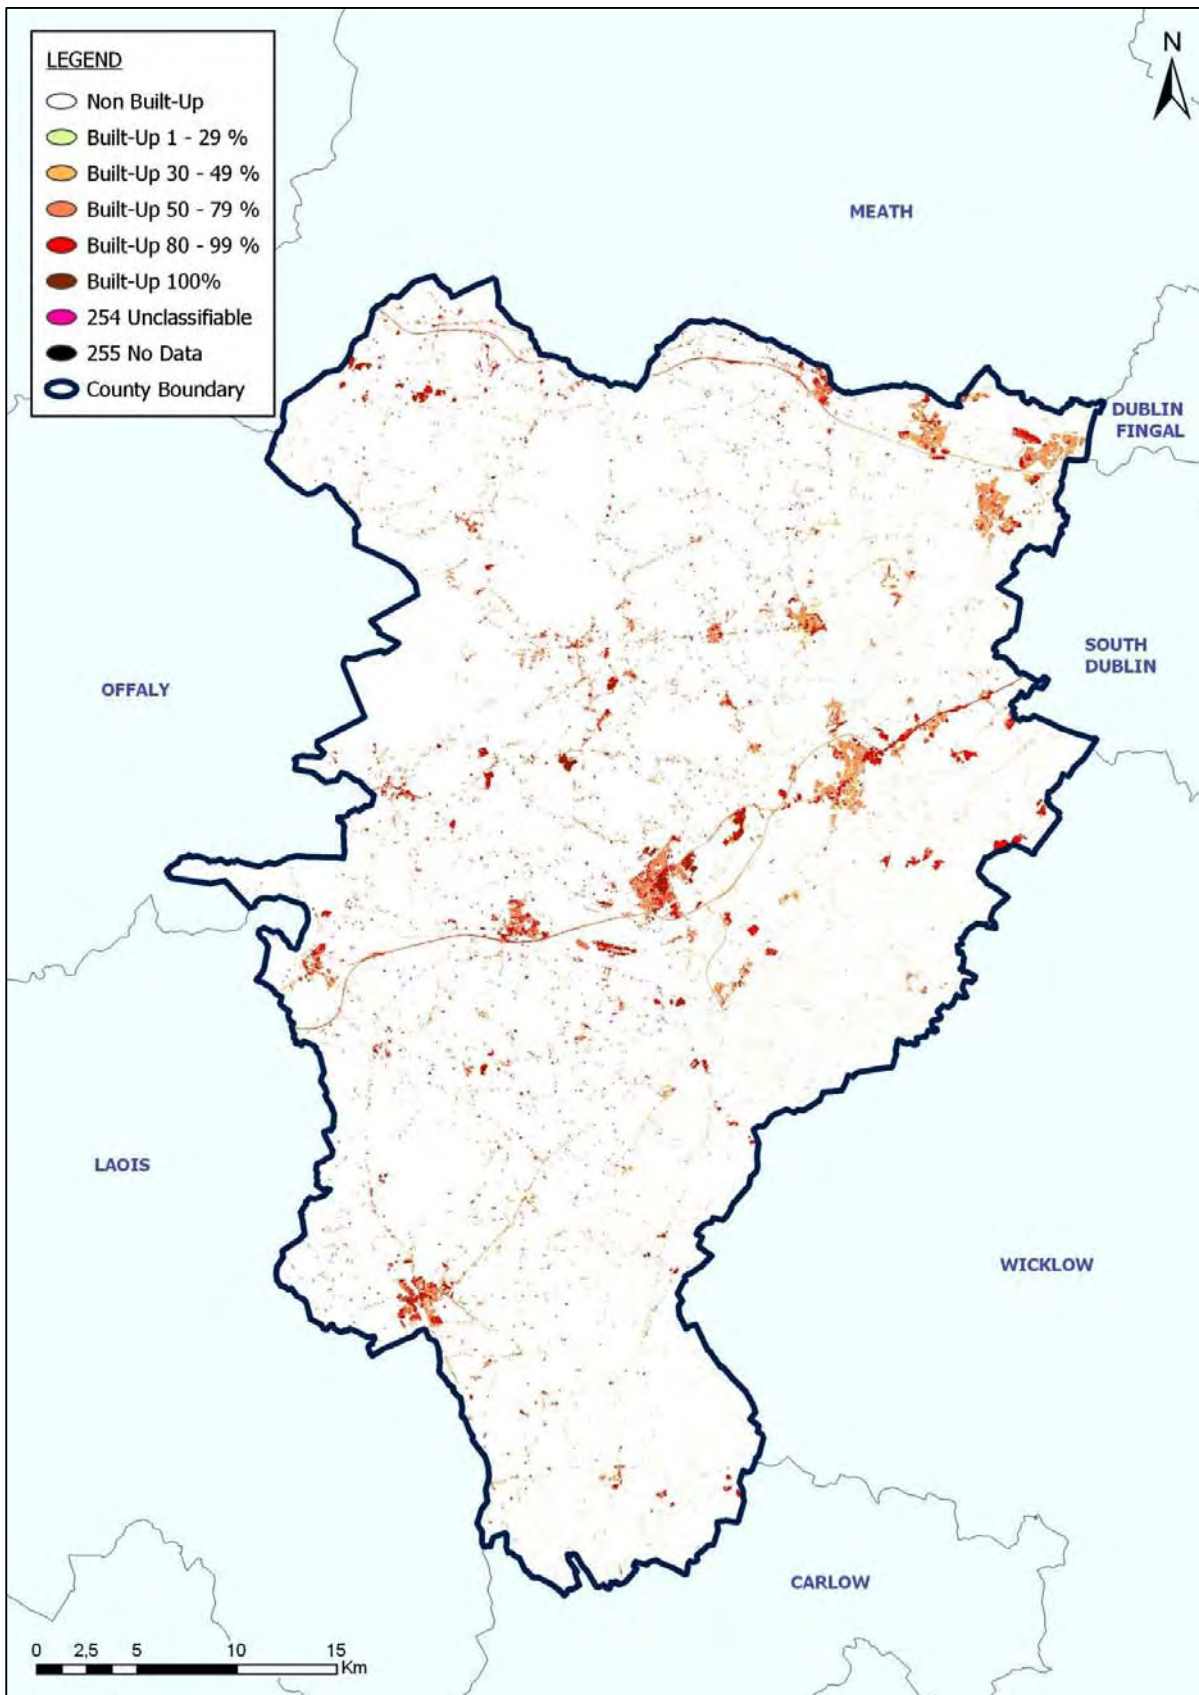 LEGEND
Non Built-Up
Built-Up 1 - 29 %
Built-Up 30 - 49 %
Built-Up 50 - 79 %
Built-Up 80 - 99 %
Built-Up 100%
254 Unclassifiable
255 No Data
County Boundary
N
MEATH
DUBLIN
FINGAL
SOUTH
DUBLIN
OFFALY
LAOIS
WICKLOW
CARLOW
0 2,5 5 10 15
Km